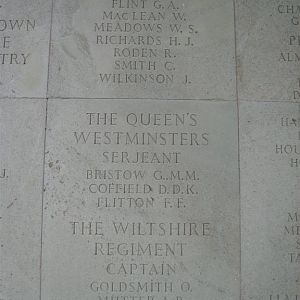 FLINT G.A.
MACLEAN W.
MEADOWS W.S.
RICHARDS H.J.
RODEN R.
SMITH C.
WILKINSON J.
THE QUEEN'S
WESTMINSTERS
SERJEANT
BRISTOW G.M.M.
COFFIELD D.D.K.
FLITTON F.F.
THE WILTSHIRE
REGIMENT
CAPTAIN
GOLDSMITH O.